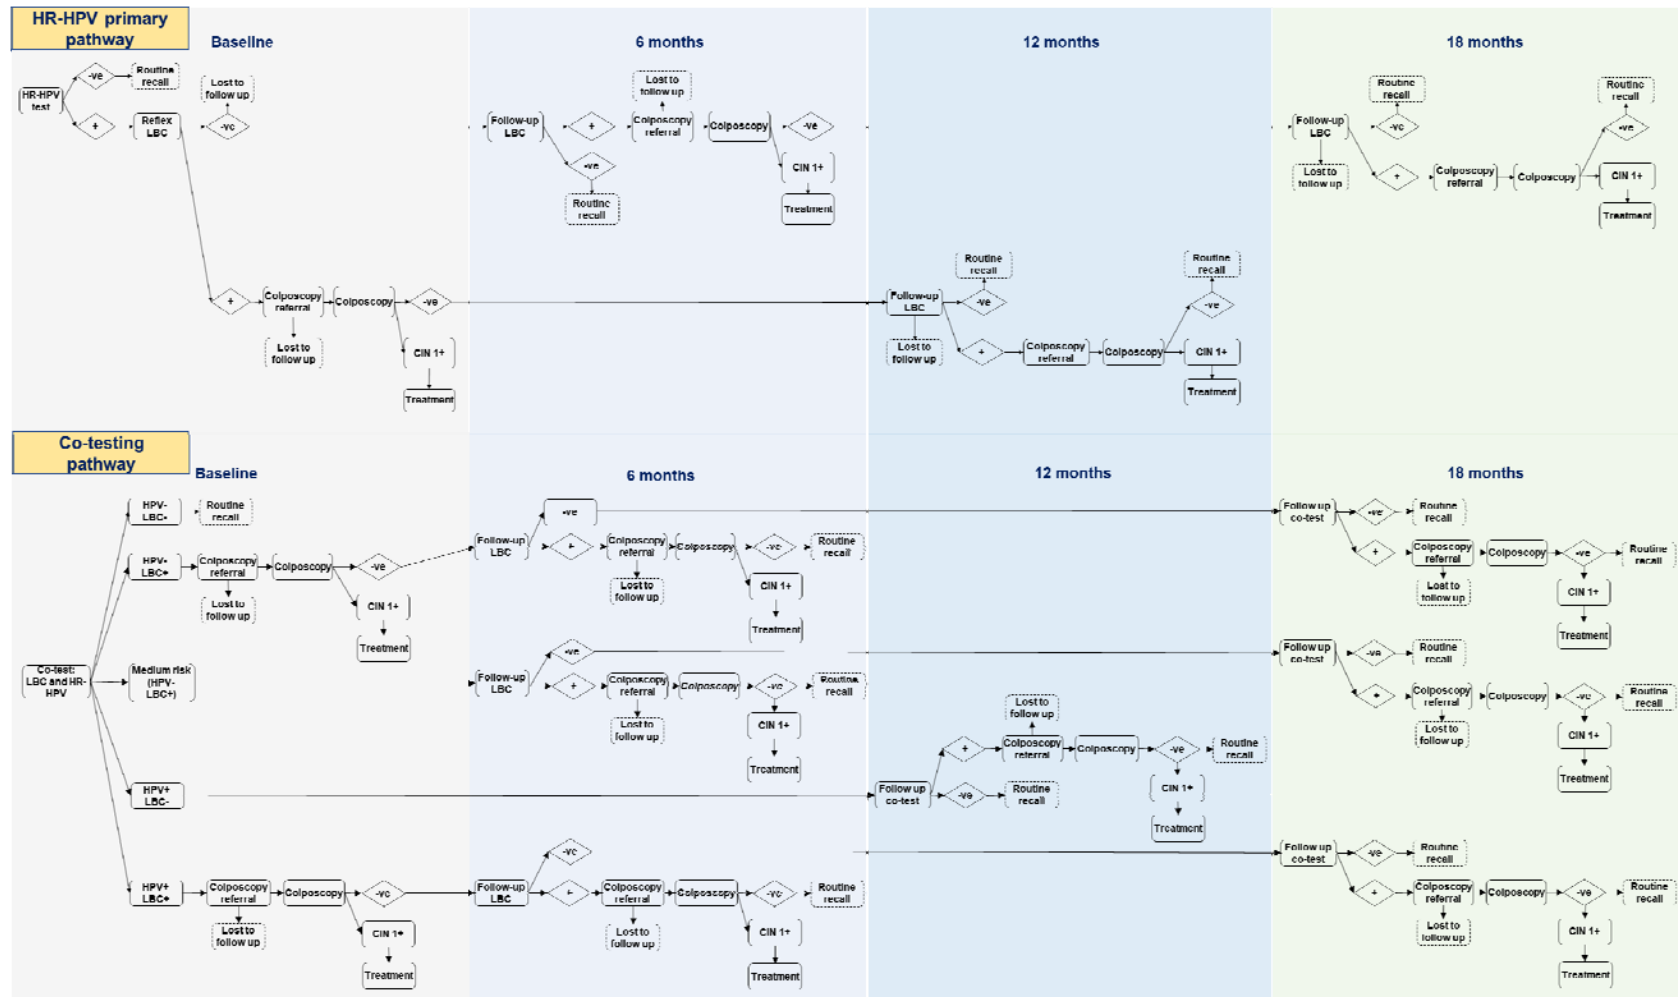 HR-HPV primary
pathway
Baseline
6 months
12 months
18 months
HR-HPV
test
-ve
Routine
recall
+
Reflex
LBC
Lost to
follow up
-ve
+
Colposcopy
referral
Lost to
follow up
Colposcopy
-ve
CIN 1+
Treatment
Follow-up
LBC
+
-ve
Routine
recall
Lost to
follow up
Colposcopy
referral
Colposcopy
-ve
CIN 1+
Treatment
Follow-up
LBC
Lost to
follow up
Routine
recall
-ve
+
Colposcopy
referral
Colposcopy
Routine
recall
-ve
CIN 1+
Treatment
Follow-up
LBC
Lost to
follow up
Routine
recall
-ve
+
Colposcopy
referral
Colposcopy
Routine
recall
-ve
CIN 1+
Treatment
Co-testing
pathway
Baseline
6 months
12 months
18 months
Co-test:
LBC and HR-
HPV
HPV-
LBC-
Routine
recall
HPV-
LBC+
Colposcopy
referral
Lost to
follow up
Colposcopy
-ve
CIN 1+
Treatment
Medium risk
(HPV-
LBC+)
HPV+
LBC-
HPV+
LBC+
Colposcopy
referral
Lost to
follow up
Colposcopy
-ve
CIN 1+
Treatment
Follow-up
LBC
-ve
+
Colposcopy
referral
Lost to
follow up
Colposcopy
-ve
Routine
recall
CIN 1+
Treatment
Follow-up
LBC
-ve
+
Colposcopy
referral
Lost to
follow up
Colposcopy
-ve
Routine
recall
CIN 1+
Treatment
Follow-up
LBC
-ve
+
Colposcopy
referral
Lost to
follow up
Colposcopy
-ve
Routine
recall
CIN 1+
Treatment
Follow up
co-test
+
Lost to
follow up
Colposcopy
referral
Colposcopy
-ve
Routine
recall
-ve
Routine
recall
CIN 1+
Treatment
Follow up
co-test
-ve
Routine
recall
+
Colposcopy
referral
Lost to
follow up
Colposcopy
-ve
Routine
recall
CIN 1+
Treatment
Follow up
co-test
-ve
Routine
recall
+
Colposcopy
referral
Lost to
follow up
Colposcopy
-ve
Routine
recall
CIN 1+
Treatment
Follow up
co-test
-ve
Routine
recall
+
Colposcopy
referral
Lost to
follow up
Colposcopy
-ve
Routine
recall
CIN 1+
Treatment